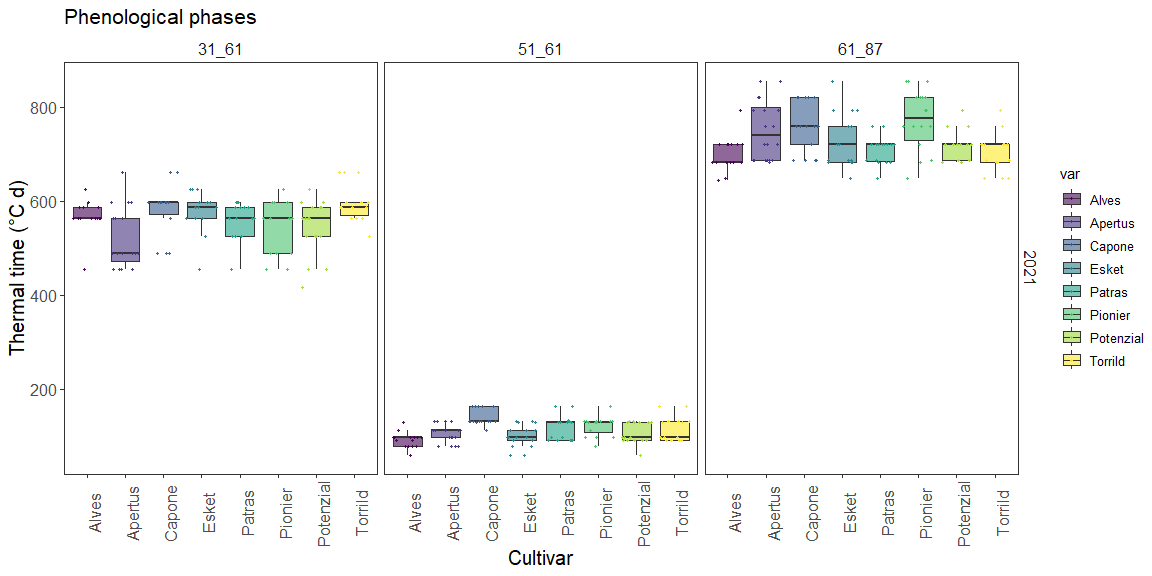 Phenological phases
31_61
51_61
61_87
Thermal time (°C d)
800
600
400
200
2021
Alves
Apertus
Capone
Esket
Patras
Pionier
Potenzial
Torrild
Alves
Apertus
Capone
Esket
Patras
Pionier
Potenzial
Torrild
Alves
Apertus
Capone
Esket
Patras
Pionier
Potenzial
Torrild
Cultivar
var
Alves
Apertus
Capone
Esket
Patras
Pionier
Potenzial
Torrild